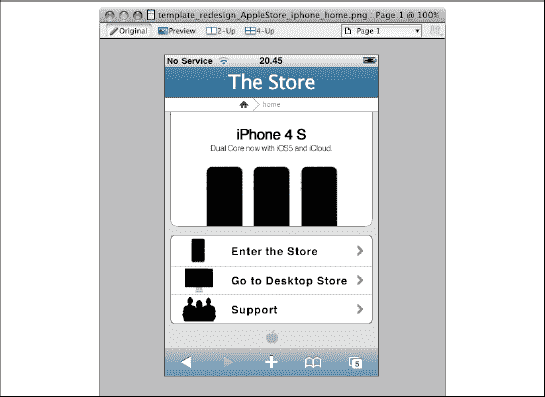 template_redesign_AppleStore_iphone_home.png : Page 1 @ 100%
Original Preview 2-Up 4-Up Page 1
No Service 20.45
The Store
home
iPhone 4 S
Dual Core now with iOS5 and iCloud.
Enter the Store
Go to Desktop Store
Support
5